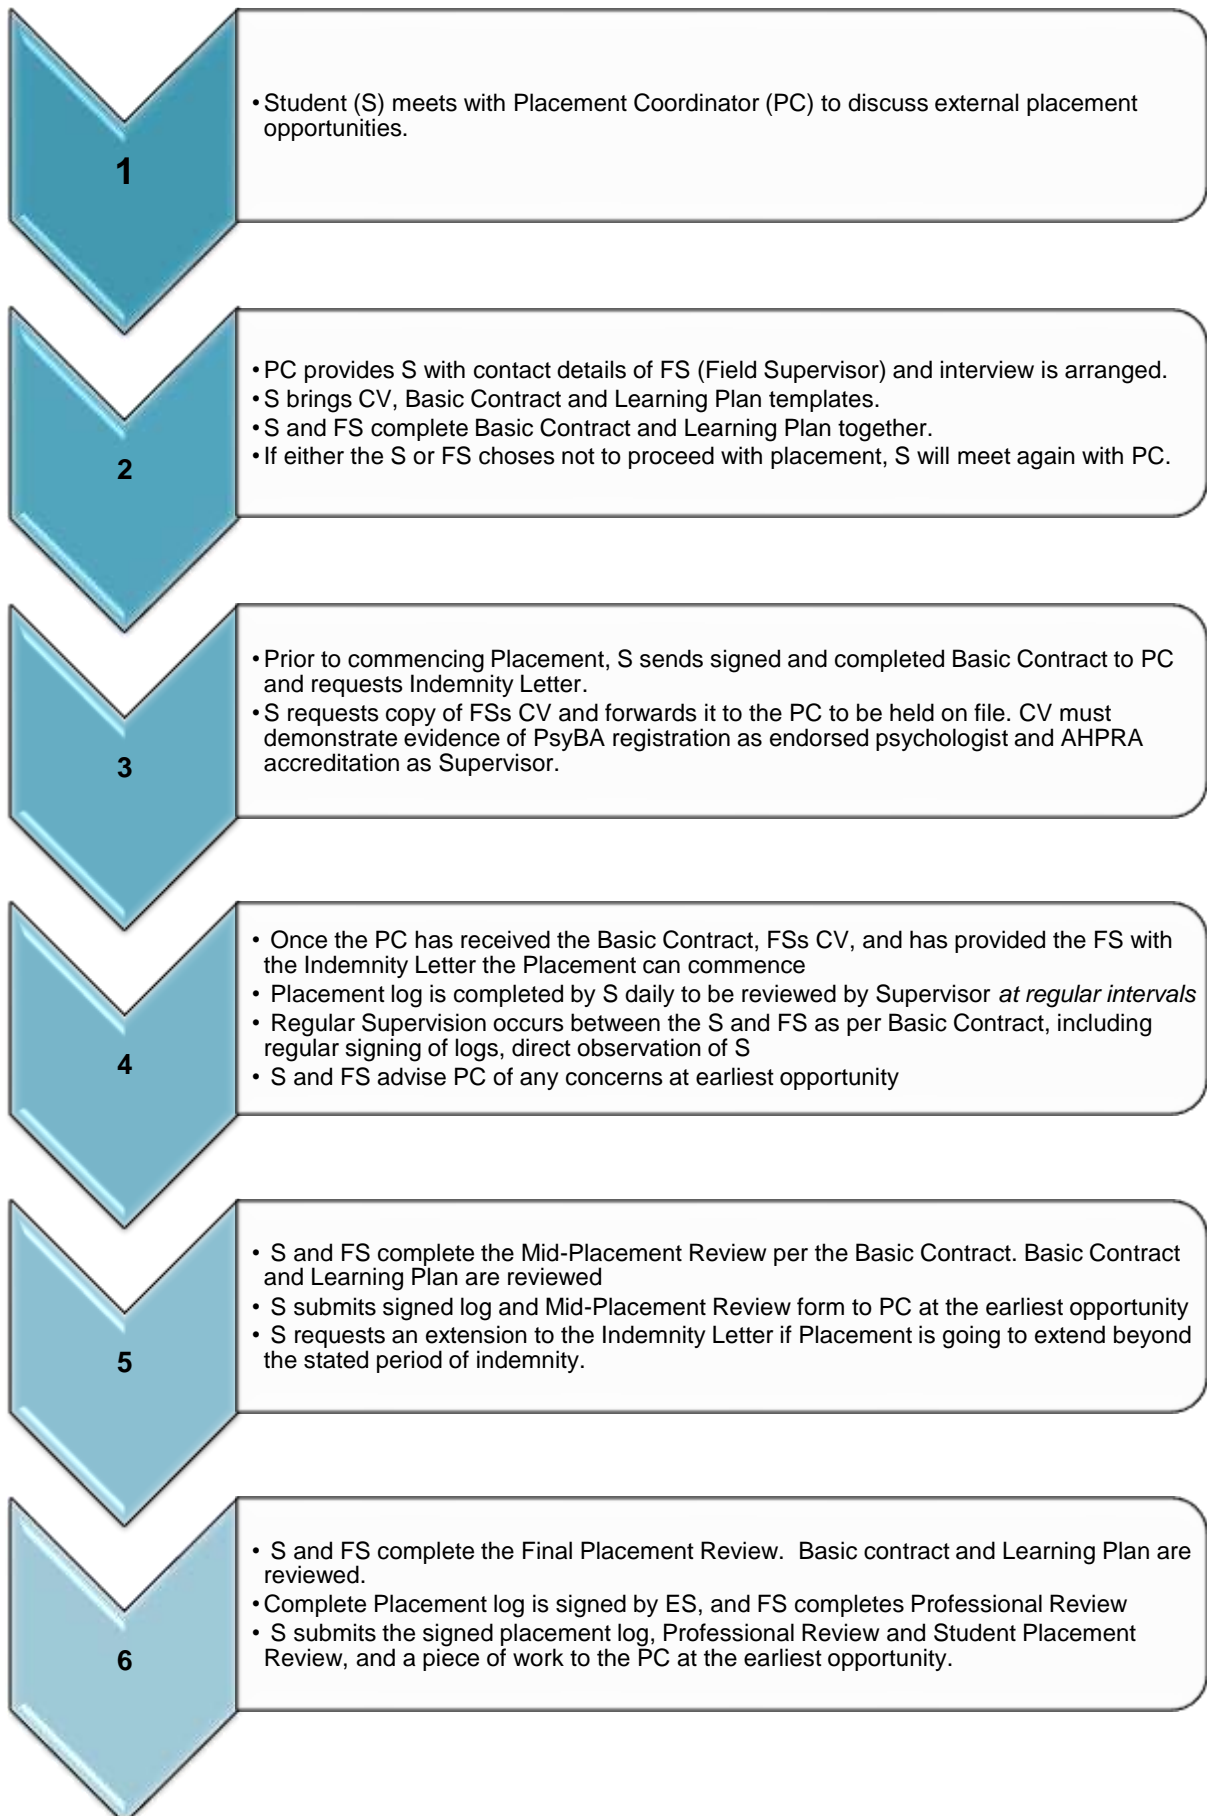 1
•Student (S) meets with Placement Coordinator (PC) to discuss external placement
opportunities.
2
•PC provides S with contact details of FS (Field Supervisor) and interview is arranged.
•S brings CV, Basic Contract and Learning Plan templates.
•S and FS complete Basic Contract and Learning Plan together.
•If either the S or FS choses not to proceed with placement, S will meet again with PC.
3
•Prior to commencing Placement, S sends signed and completed Basic Contract to PC
and requests Indemnity Letter.
•S requests copy of FSs CV and forwards it to the PC to be held on file. CV must
demonstrate evidence of PsyBA registration as endorsed psychologist and AHPRA
accreditation as Supervisor.
4
• Once the PC has received the Basic Contract, FSs CV, and has provided the FS with
the Indemnity Letter the Placement can commence
• Placement log is completed by S daily to be reviewed by Supervisor at regular intervals
• Regular Supervision occurs between the S and FS as per Basic Contract, including
regular signing of logs, direct observation of S
• S and FS advise PC of any concerns at earliest opportunity
5
• S and FS complete the Mid-Placement Review per the Basic Contract. Basic Contract
and Learning Plan are reviewed
• S submits signed log and Mid-Placement Review form to PC at the earliest opportunity
• S requests an extension to the Indemnity Letter if Placement is going to extend beyond
the stated period of indemnity.
6
• S and FS complete the Final Placement Review. Basic contract and Learning Plan are
reviewed.
•Complete Placement log is signed by ES, and FS completes Professional Review
• S submits the signed placement log, Professional Review and Student Placement
Review, and a piece of work to the PC at the earliest opportunity.